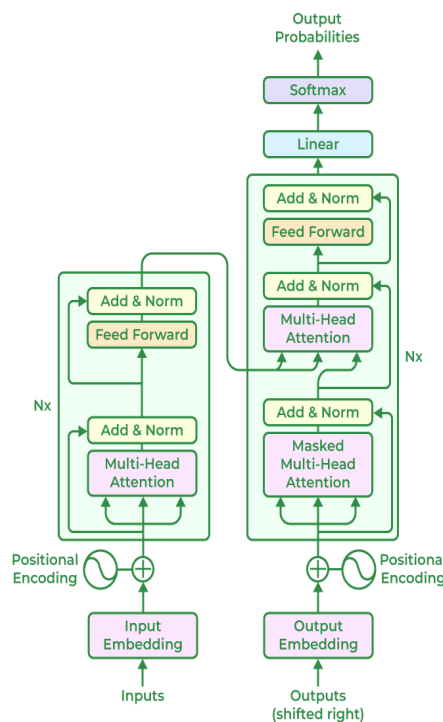 Output
Probabilities
Softmax
Linear
Add & Norm
Feed Forward
Add & Norm
Multi-Head
Attention
Nx
Add & Norm
Masked
Multi-Head
Attention
Add & Norm
Feed Forward
Nx
Add & Norm
Multi-Head
Attention
Positional
Encoding
Positional
Encoding
Input
Embedding
Output
Embedding
Inputs
Outputs
(shifted right)